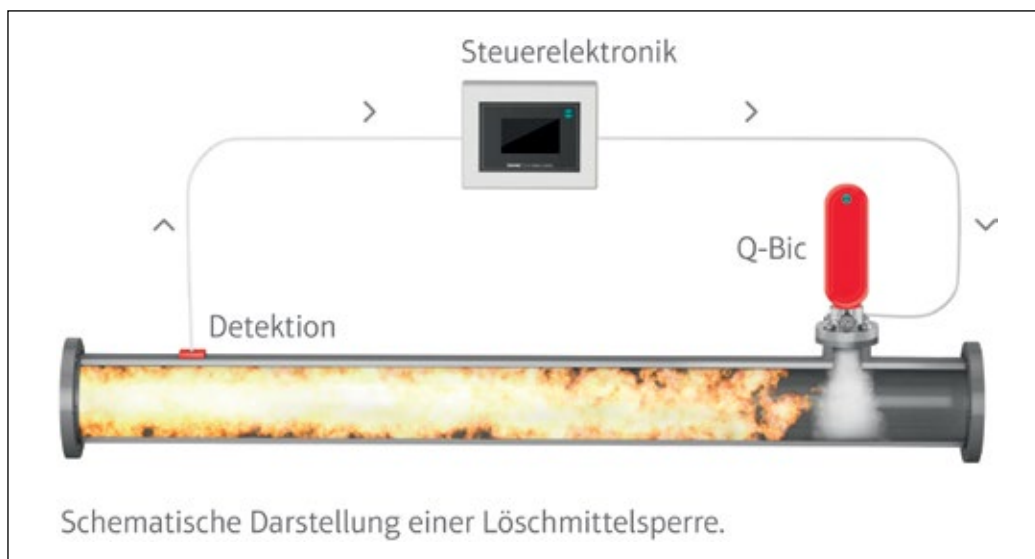 Steuerelektronik
Q-Bic
Detektion
Schematische Darstellung einer Löschmittelsperre.